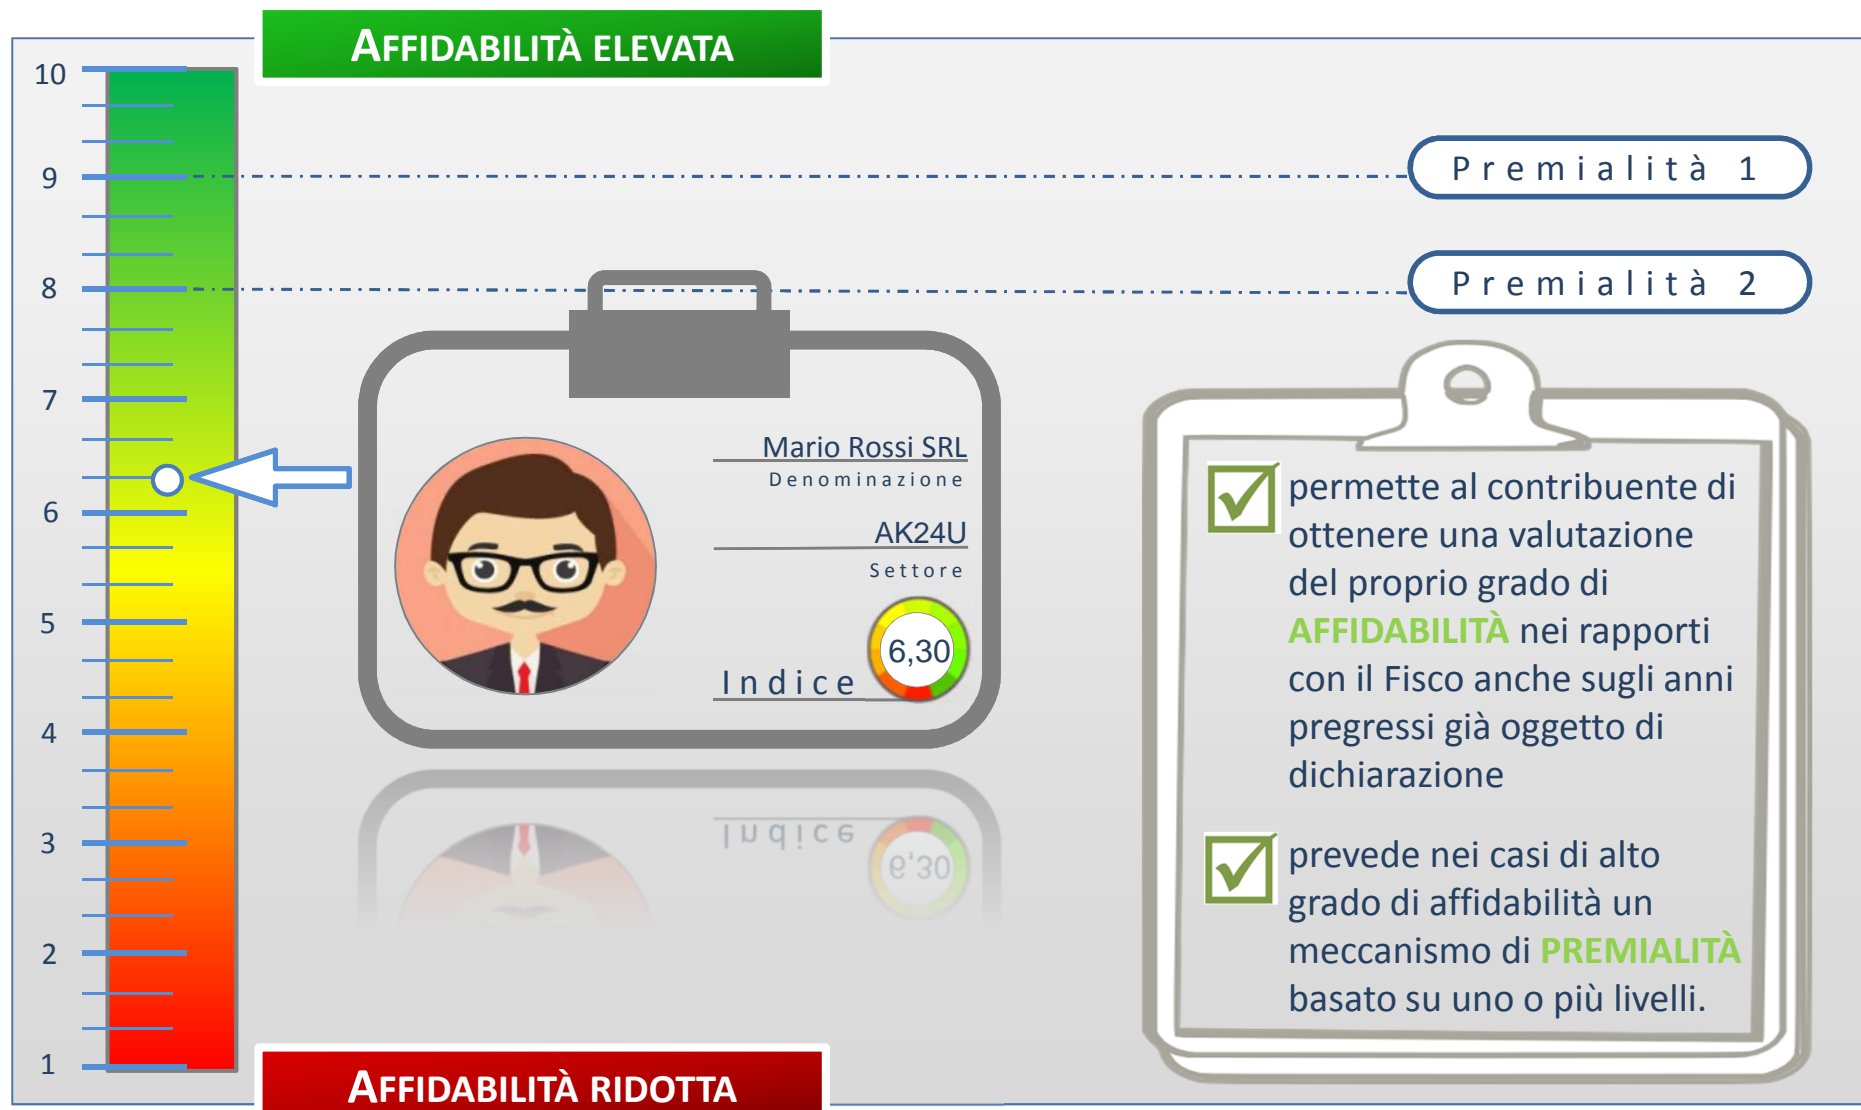 AFFIDABILITÀ ELEVATA
10
9
8
7
6
5
4
3
2
1
Premialità 1
Premialità 2
Mario Rossi SRL
Denominazione
AK24U
Settore
6,30
Indice
Indice
6,30
permette al contribuente di
ottenere una valutazione
del proprio grado di
AFFIDABILITÀ nei rapporti
con il Fisco anche sugli anni
pregressi già oggetto di
dichiarazione
prevede nei casi di alto
grado di affidabilità un
meccanismo di PREMIALITÀ
basato su uno o più livelli.
AFFIDABILITÀ RIDOTTA